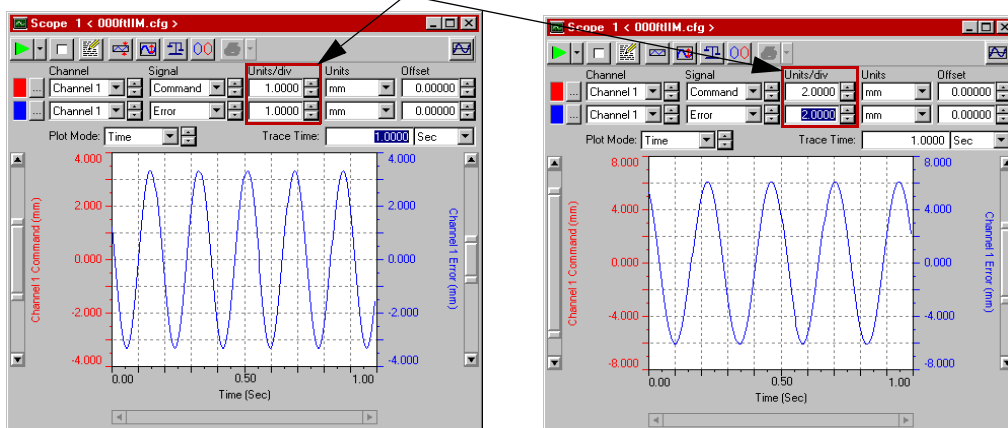 Scope 1 < 000ftlIM.cfg >
Channel Signal Units/div Units Offset
... Channel 1 Command 1.0000 mm 0.00000
... Channel 1 Error 1.0000 mm 0.00000
Plot Mode: Time Trace Time: 1.0000 Sec
4.000
2.000
0.000
-2.000
-4.000
Channel 1 Command (mm)
4.000
2.000
0.000
-2.000
-4.000
Channel 1 Error (mm)
0.00 0.50 1.00
Time (Sec)
Scope 1 < 000ftlIM.cfg >
Channel Signal Units/div Units Offset
... Channel 1 Command 2.0000 mm 0.00000
... Channel 1 Error 2.0000 mm 0.00000
Plot Mode: Time Trace Time: 1.0000 Sec
8.000
4.000
0.000
-4.000
-8.000
Channel 1 Command (mm)
8.000
4.000
0.000
-4.000
-8.000
Channel 1 Error (mm)
0.00 0.50 1.00
Time (Sec)